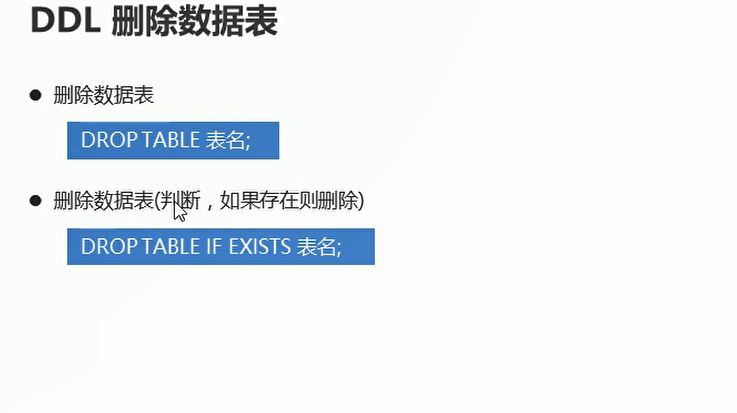 DDL 删除数据表
删除数据表
DROP TABLE 表名;
删除数据表(判断，如果存在则删除)
DROP TABLE IF EXISTS 表名;